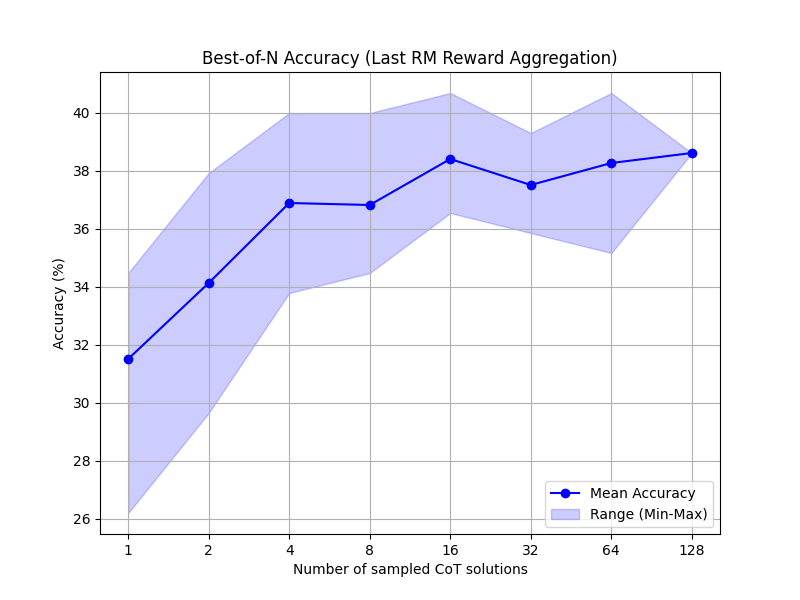 Best-of-N Accuracy (Last RM Reward Aggregation)
Accuracy (%)
40
38
36
34
32
30
28
26
1 2 4 8 16 32 64 128
Number of sampled CoT solutions
Mean Accuracy
Range (Min-Max)